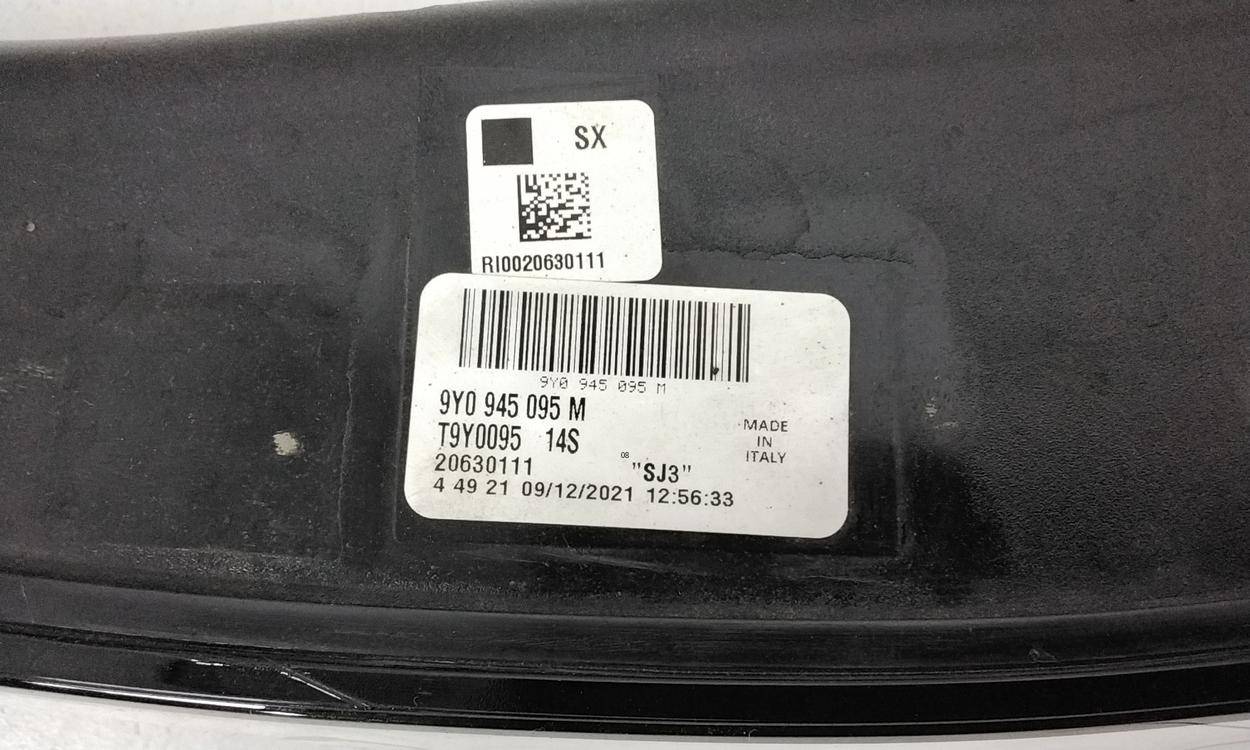 SX
RI0020630111
9Y0 945 095 M
9Y0 945 095 M
T9Y0095 14S
20630111
08 "SJ3"
4 49 21 09/12/2021 12:56:33
MADE
IN
ITALY